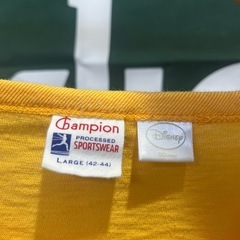 Champion
PROCESSED
SPORTSWEAR
LARGE (42-44)
Disney